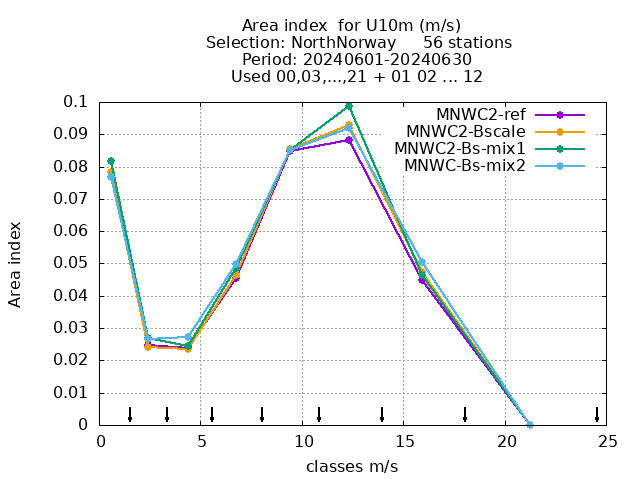 Area index  for U10m (m/s)
Selection: NorthNorway     56 stations
Period: 20240601-20240630
Used 00,03,...,21 + 01 02 ... 12
MNWC2-ref
MNWC2-Bscale
MNWC2-Bs-mix1
MNWC-Bs-mix2
0.1
0.09
0.08
0.07
0.06
0.05
0.04
0.03
0.02
0.01
0
Area index
0 5 10 15 20 25
classes m/s